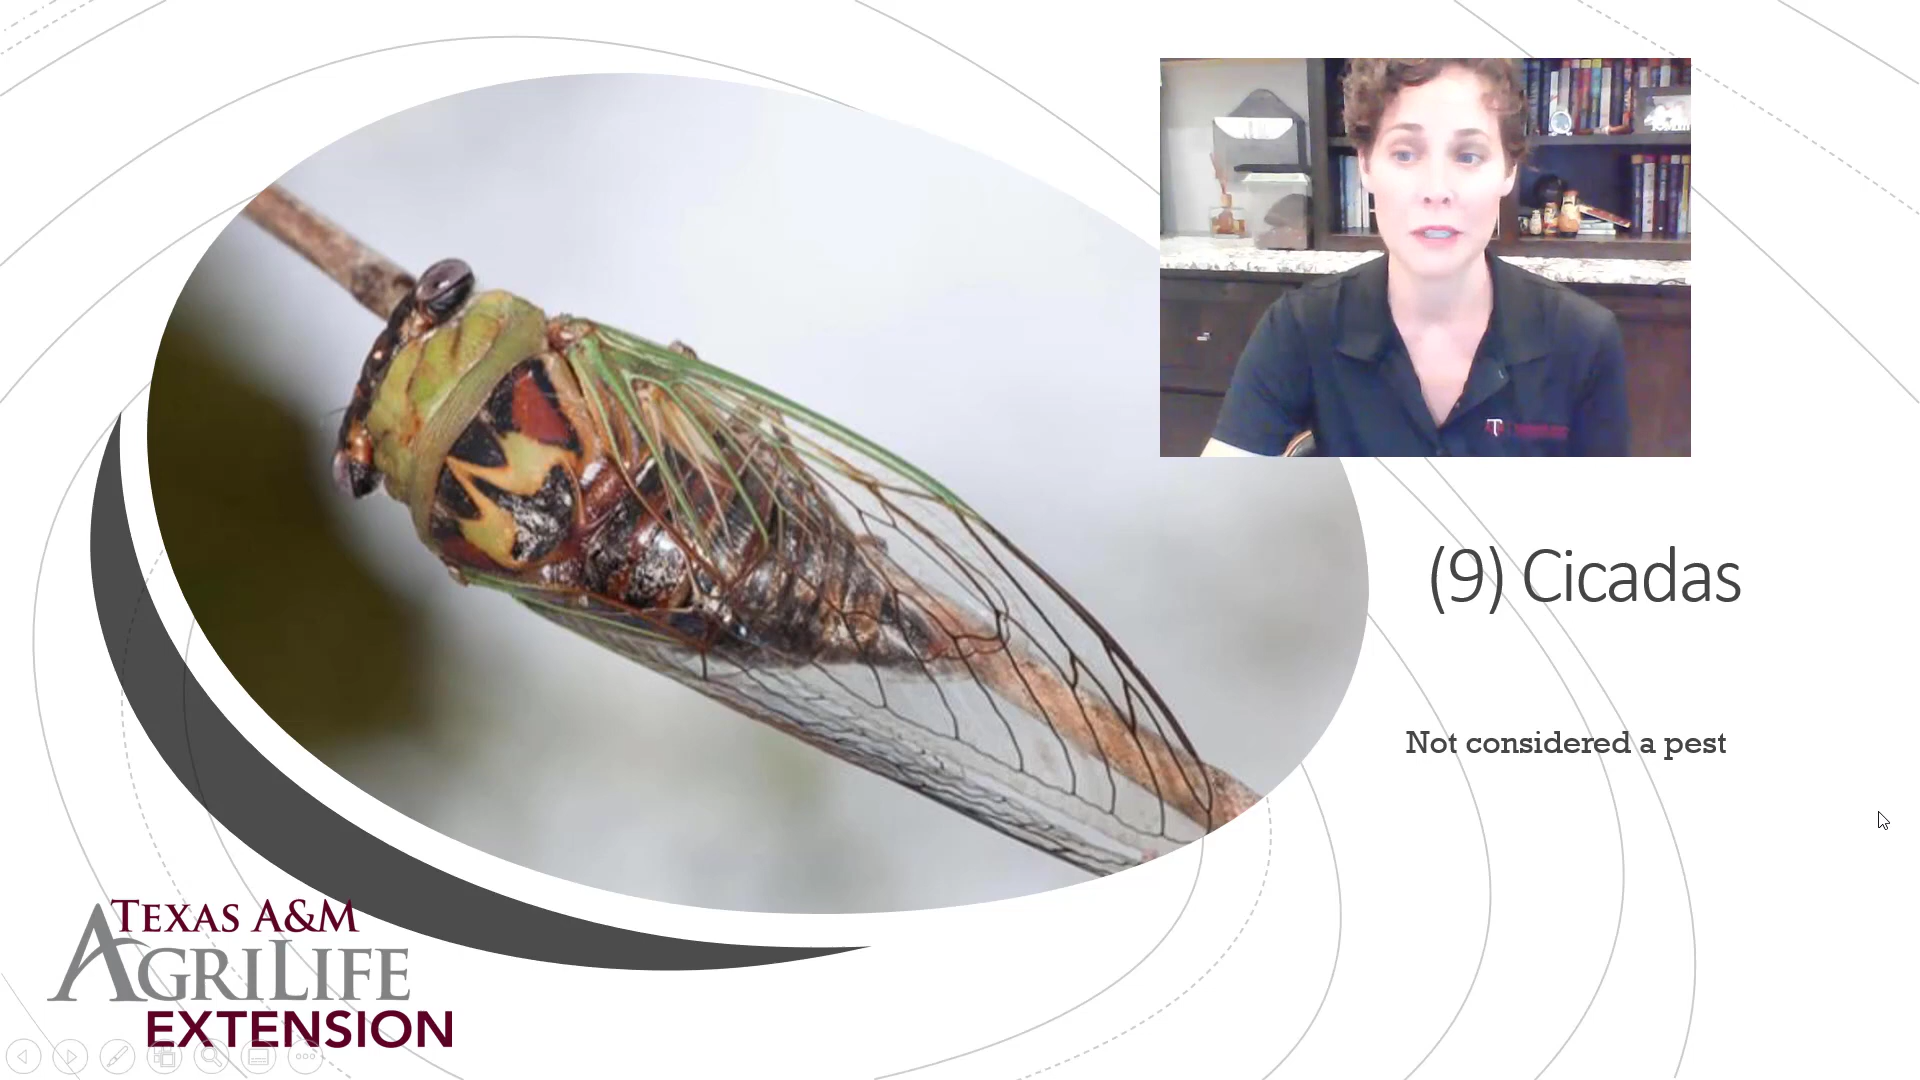 (9) Cicadas
Not considered a pest
TEXAS A&M
AGRILIFE
EXTENSION